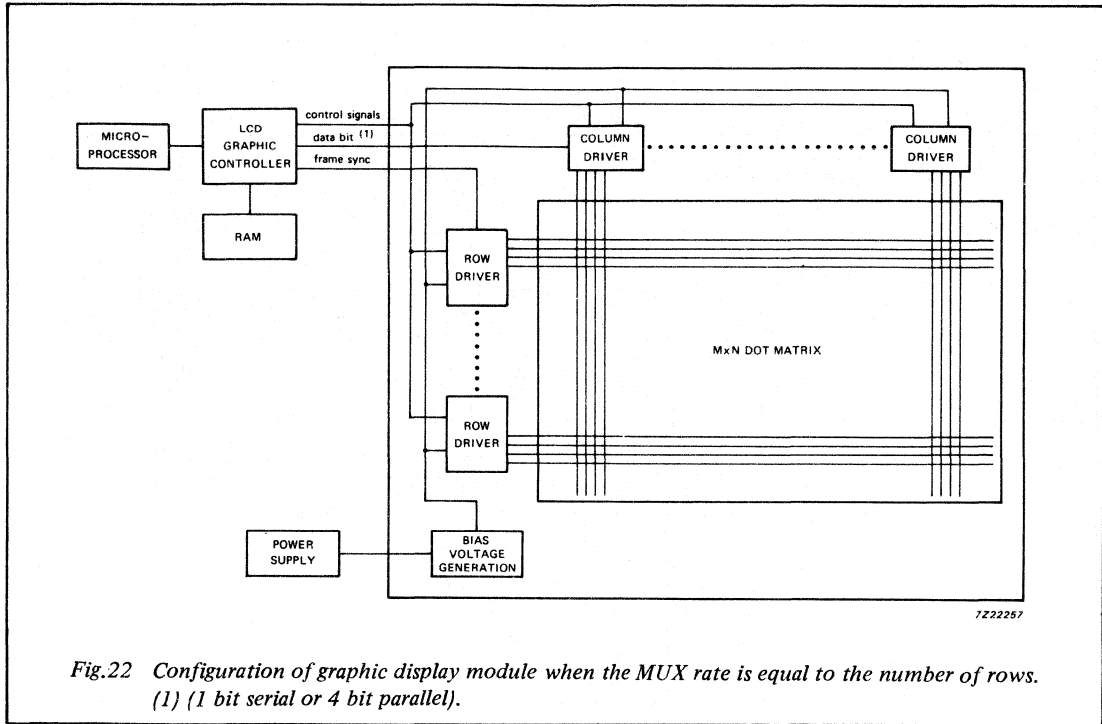 control signals
data bit (1)
frame sync
MICRO-
PROCESSOR
LCD
GRAPHIC
CONTROLLER
RAM
COLUMN
DRIVER
COLUMN
DRIVER
ROW
DRIVER
MxN DOT MATRIX
ROW
DRIVER
POWER
SUPPLY
BIAS
VOLTAGE
GENERATION
7Z22257
Fig.22 Configuration of graphic display module when the MUX rate is equal to the number of rows.
(1) (1 bit serial or 4 bit parallel).